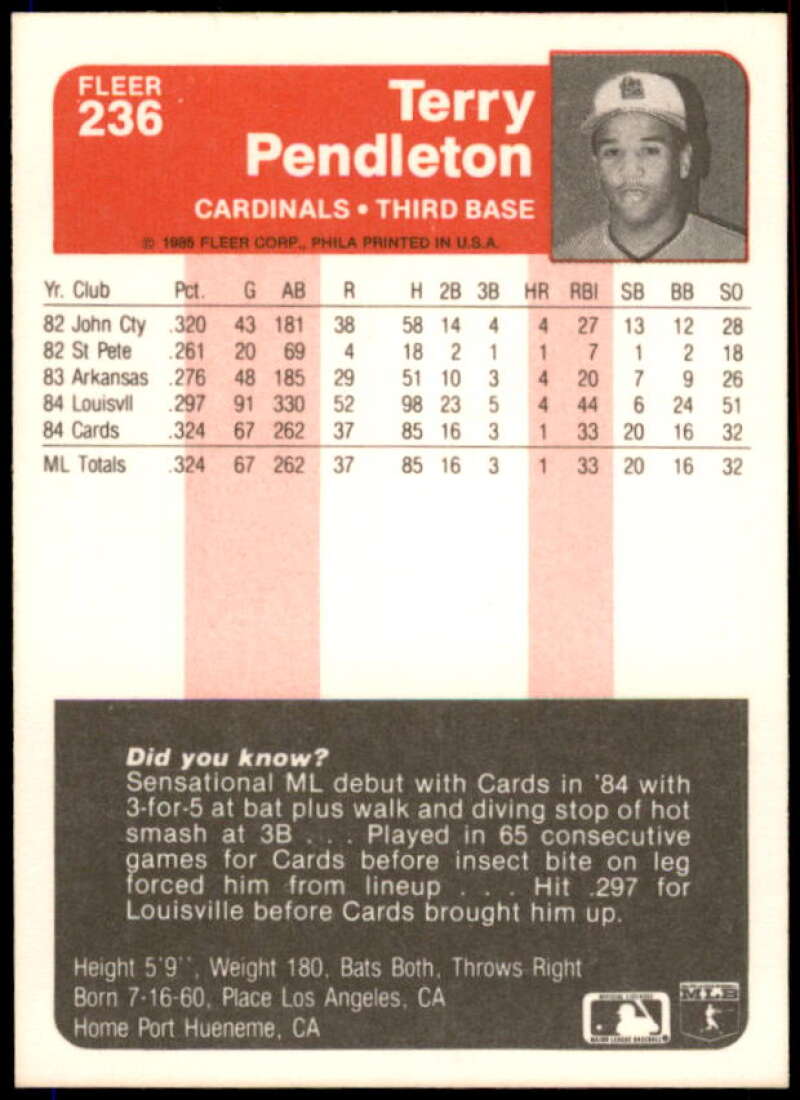 FLEER
236
Terry
Pendleton
CARDINALS • THIRD BASE
© 1985 FLEER CORP., PHILA PRINTED IN U.S.A.
Yr. Club Pct. G AB R H 2B 3B HR RBI SB BB SO
82 John Cty .320 43 181 38 58 14 4 4 27 13 12 28
82 St Pete .261 20 69 4 18 2 1 1 7 1 2 18
83 Arkansas .276 48 185 29 51 10 3 4 20 7 9 26
84 Louisvll .297 91 330 52 98 23 5 4 44 6 24 51
84 Cards .324 67 262 37 85 16 3 1 33 20 16 32
ML Totals .324 67 262 37 85 16 3 1 33 20 16 32
Did you know?
Sensational ML debut with Cards in '84 with
3-for-5 at bat plus walk and diving stop of hot
smash at 3B . . . Played in 65 consecutive
games for Cards before insect bite on leg
forced him from lineup . . . Hit .297 for
Louisville before Cards brought him up.
Height 5'9'', Weight 180, Bats Both, Throws Right
Born 7-16-60, Place Los Angeles, CA
Home Port Hueneme, CA
MAJOR LEAGUE BASEBALL
MLB